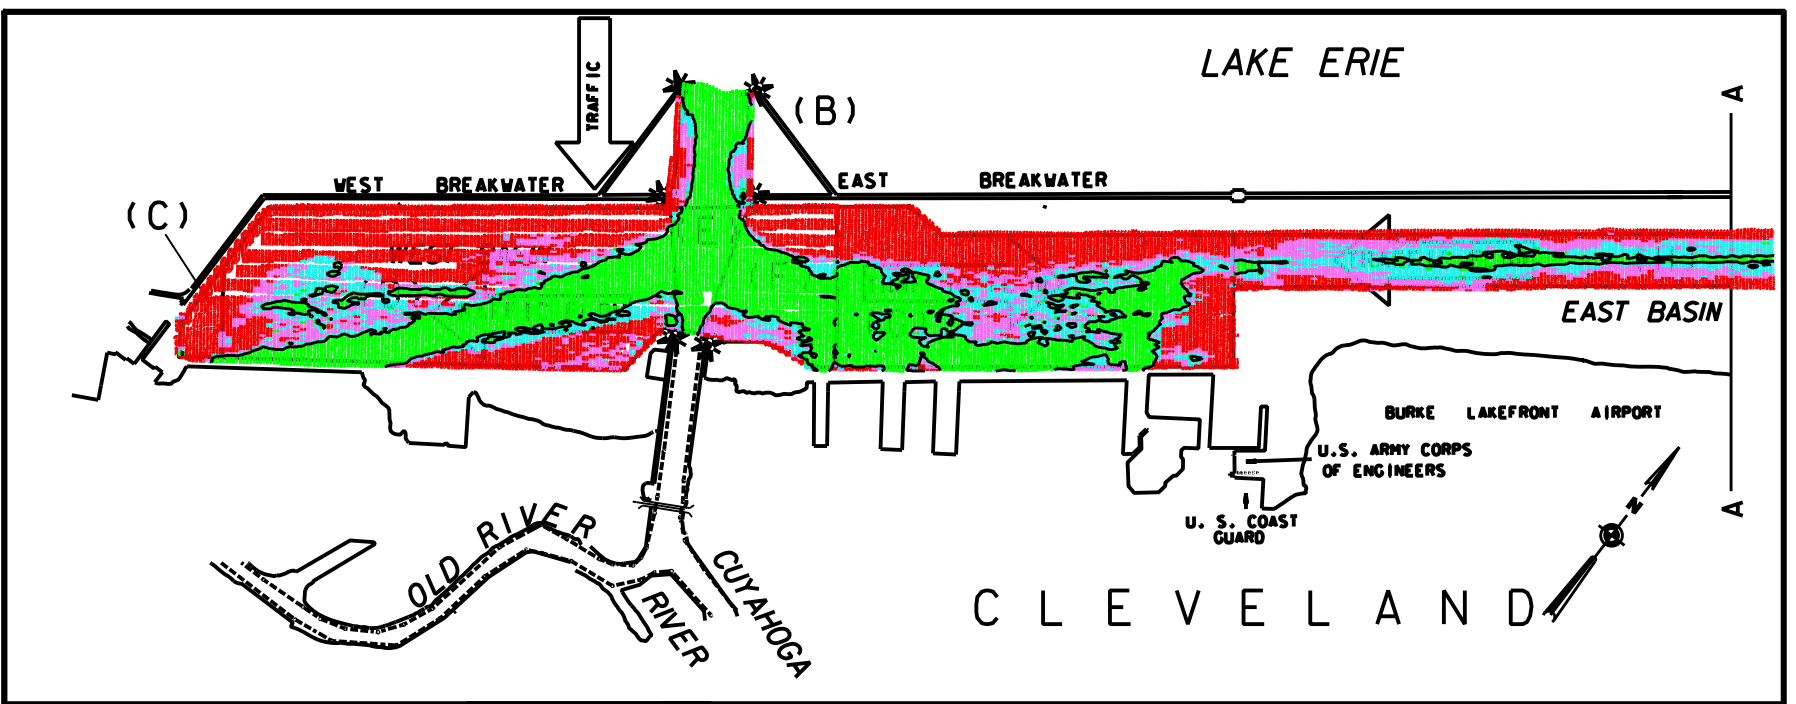 LAKE ERIE
TRAFFIC
(B)
A
WEST BREAKWATER
EAST BREAKWATER
(C)
EAST BASIN
BURKE LAKEFRONT AIRPORT
U.S. ARMY CORPS
OF ENGINEERS
A
N
U. S. COAST
GUARD
OLD RIVER
CUYAHOGA
RIVER
CLEVELAND